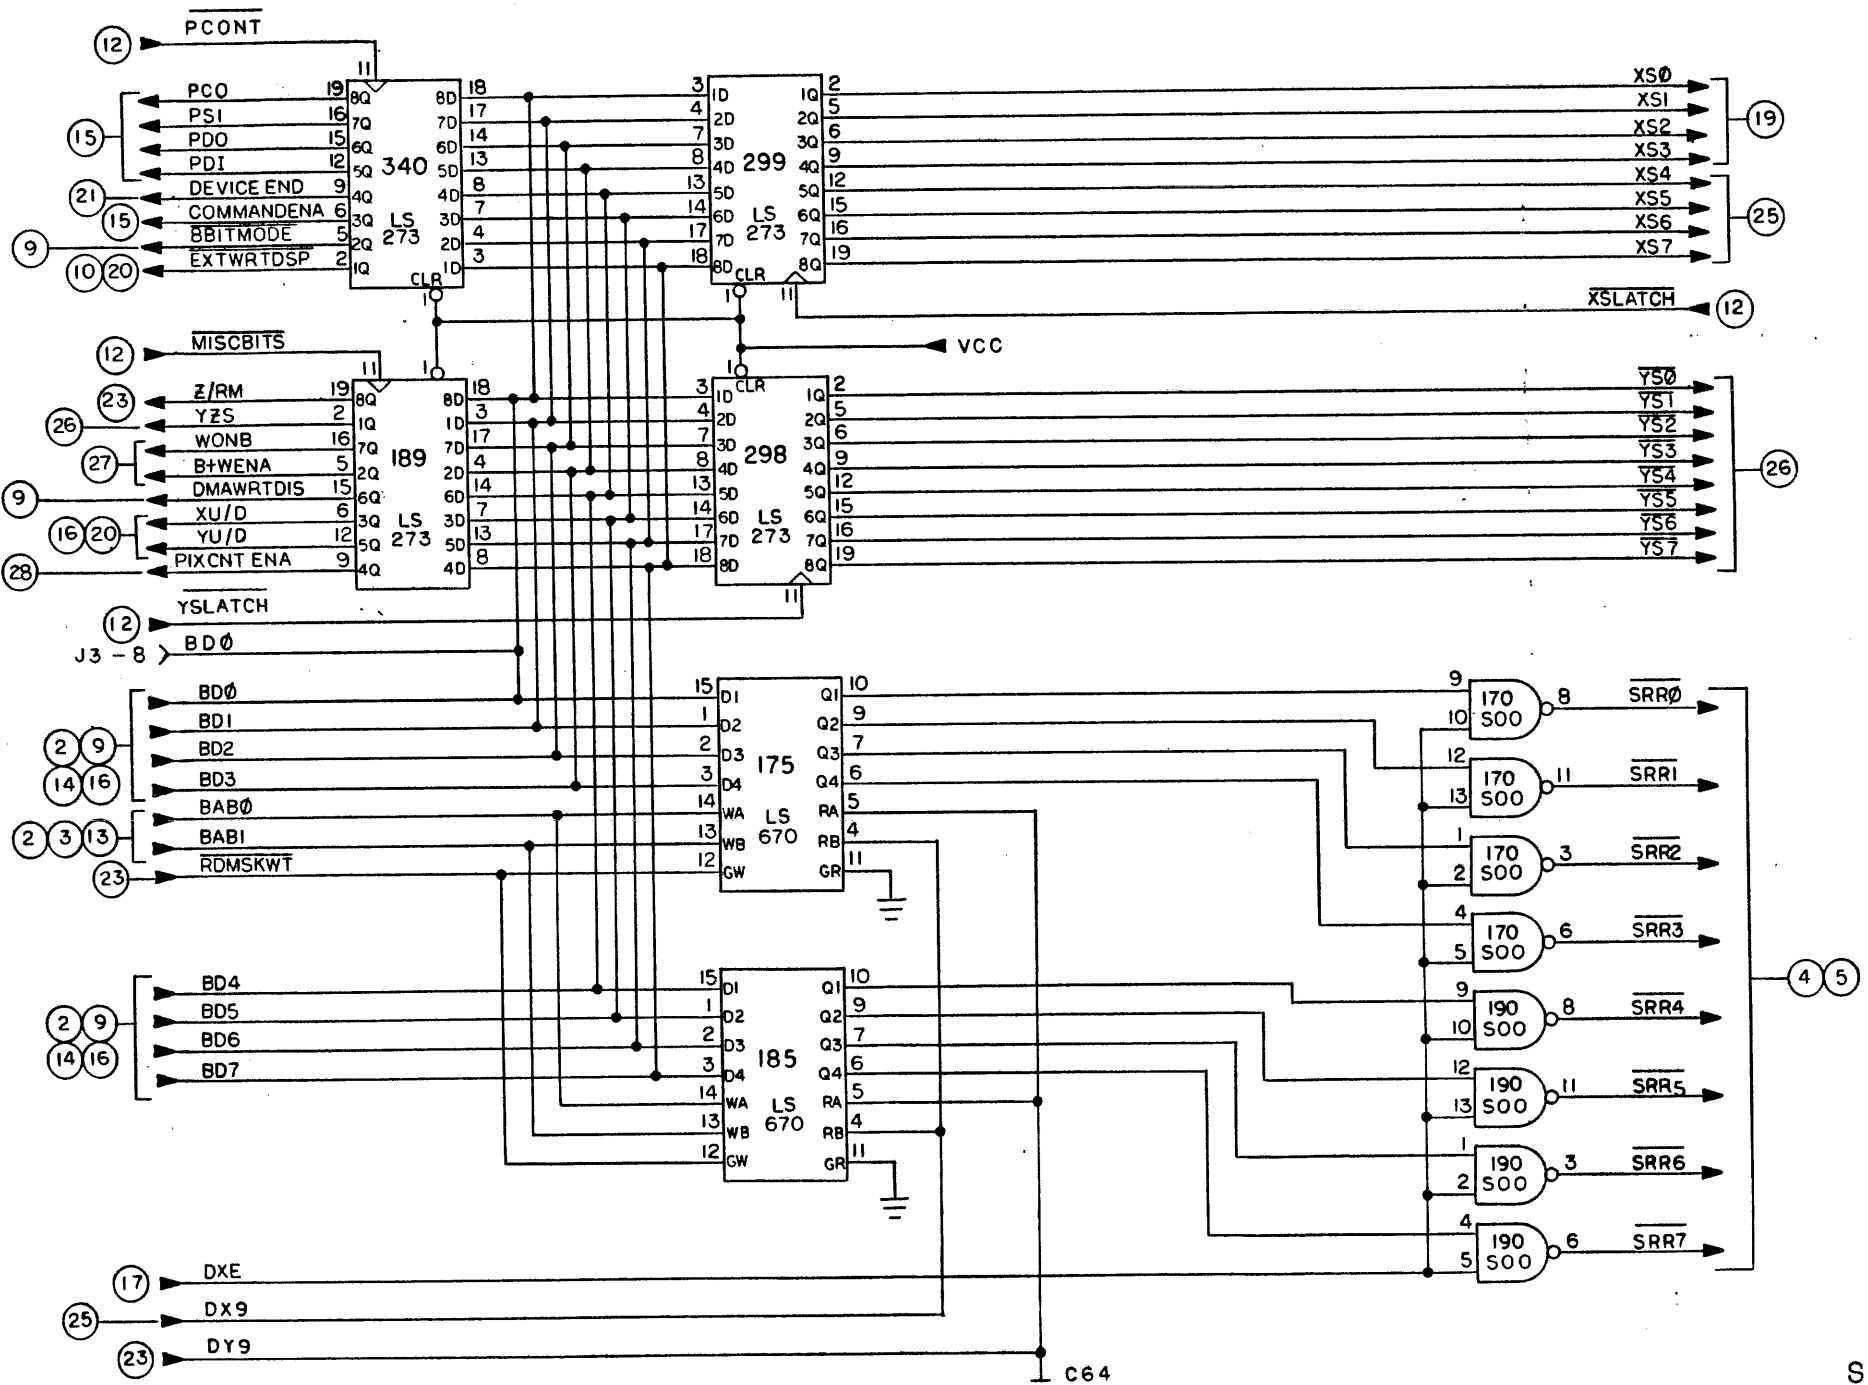 PCONT
12
11
PCO 19 8Q 8D 18 3 1D 1Q 2 XSØ
PSI 16 7Q 7D 17 4 2D 2Q 5 XS1
15 PDO 15 6Q 6D 14 7 3D 3Q 6 XS2 19
PDI 12 5Q 340 5D 13 8 4D 299 4Q 9 XS3
21 DEVICE END 9 4Q 4D 8 13 5D 5Q 12 XS4
15 COMMANDENA 6 3Q LS 3D 7 14 6D LS 6Q 15 XS5
9 8BITMODE 5 2Q 273 2D 4 17 7D 273 7Q 16 XS6 25
10 20 EXTWRTDSP 2 1Q 1D 3 18 8D 8Q 19 XS7
CLR 1 CLR 1 11 XSLATCH 12
MISCBITS
12 11 1 1 CLR VCC
23 Z/RM 19 8Q 8D 18 3 1D 1Q 2 YSØ
26 YZS 2 1Q 1D 3 4 2D 2Q 5 YS1
WONB 16 7Q 7D 17 7 3D 3Q 6 YS2
27 B+WENA 5 2Q 189 2D 4 8 4D 298 4Q 9 YS3 26
9 DMAWRTDIS 15 6Q 6D 14 13 5D 5Q 12 YS4
XU/D 6 3Q LS 3D 7 14 6D LS 6Q 15 YS5
16 20 YU/D 12 5Q 273 5D 13 17 7D 273 7Q 16 YS6
28 PIXCNT ENA 9 4Q 4D 8 18 8D 8Q 19 YS7
YSLATCH 11
12
J3-8 BDØ
BDØ 15 D1 Q1 10 9 170 8 SRRØ
BD1 1 D2 Q2 9 10 S00
2 9 BD2 2 D3 175 Q3 7 12 170 11 SRR1
14 16 BD3 3 D4 Q4 6 13 S00
BABØ 14 WA LS RA 5
2 3 13 BAB1 13 WB 670 RB 4 1 170 3 SRR2
23 RDMSKWT 12 GW GR 11 2 S00
4 170 6 SRR3
5 S00
BD4 15 D1 Q1 10 4 5
2 9 BD5 1 D2 Q2 9 9 190 8 SRR4
14 16 BD6 2 D3 185 Q3 7 10 S00
BD7 3 D4 Q4 6 12 190 11 SRR5
14 WA LS RA 5 13 S00
13 WB 670 RB 4 1 190 3 SRR6
12 GW GR 11 2 S00
4 190 6 SRR7
17 DXE 5 S00
25 DX9
23 DY9
C64
S